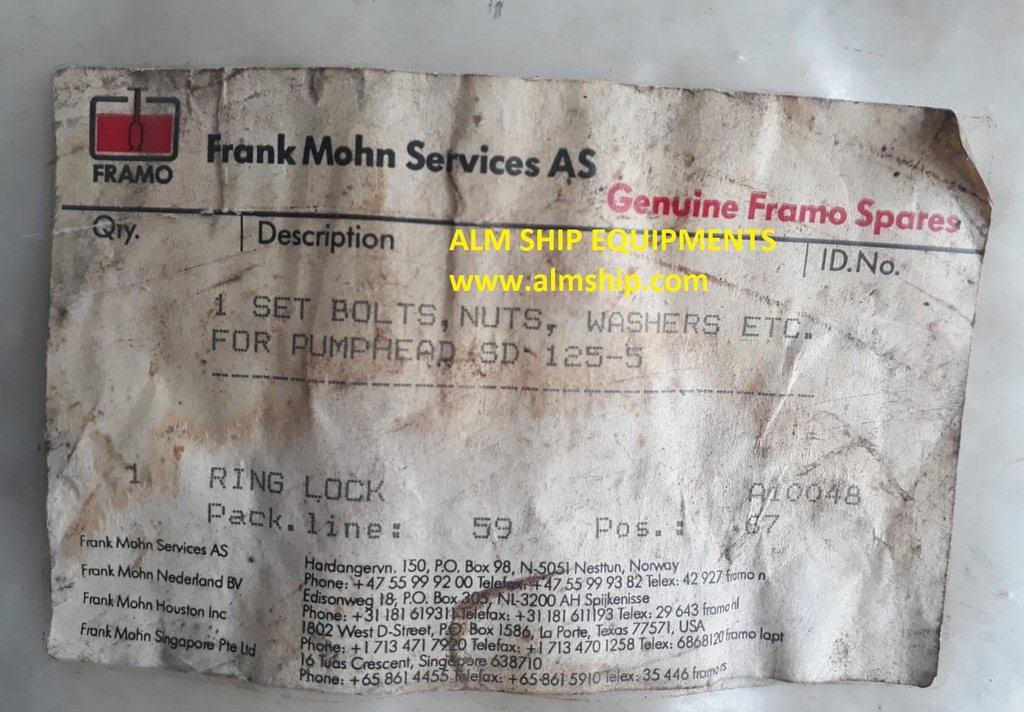 FRAMO
Frank Mohn Services AS
Genuine Framo Spares
Qty. Description ID.No.
ALM SHIP EQUIPMENTS
www.almship.com
1 SET BOLTS, NUTS, WASHERS ETC.
FOR PUMPHEAD SD 125-5
1 RING LOCK A10048
Pack.line: 59 Pos.: 67
Frank Mohn Services AS
Hardangervn. 150, P.O. Box 98, N-5051 Nesttun, Norway
Phone: +47 55 99 92 00 Telefax: +47 55 99 93 82 Telex: 42 927 framo n
Frank Mohn Nederland BV
Edisonweg 18, P.O. Box 305, NL-3200 AH Spijkenisse
Phone: +31 181 619311 Telefax: +31 181 611193 Telex: 29 643 framo nl
Frank Mohn Houston Inc
1802 West D-Street, P.O. Box 1586, La Porte, Texas 77571, USA
Phone: +1 713 471 7920 Telefax: +1 713 470 1258 Telex: 6868120 framo lapt
Frank Mohn Singapore Pte Ltd
16 Tuas Crescent, Singapore 638710
Phone: +65 861 4455 Telefax: +65 861 5910 Telex: 35 446 framo rs